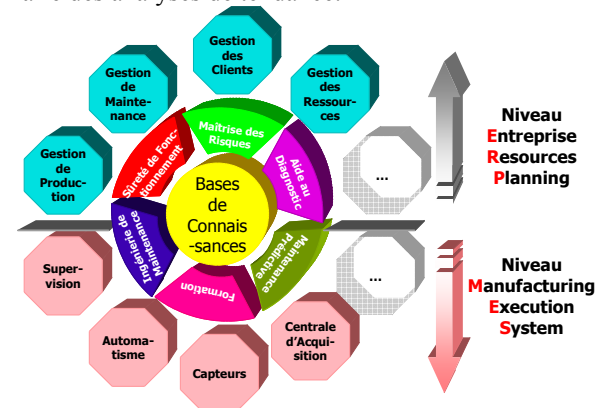 Gestion
des
Clients
Gestion
de
Mainte-
nance
Gestion
des
Ressour-
ces
Gestion
de
Produc-
tion
Maîtrise des
Risques
Sûreté de Fonc-
tionnement
Aide au
Diagnostic
Bases
de
Connais
-sances
Ingénierie de
Maintenance
Maintenance
Prédictive
Formation
...
...
Super-
vision
Automa-
tisme
Capteurs
Centrale
d'Acqui-
sition
Niveau
Entreprise
Resources
Planning
Niveau
Manufacturing
Execution
System